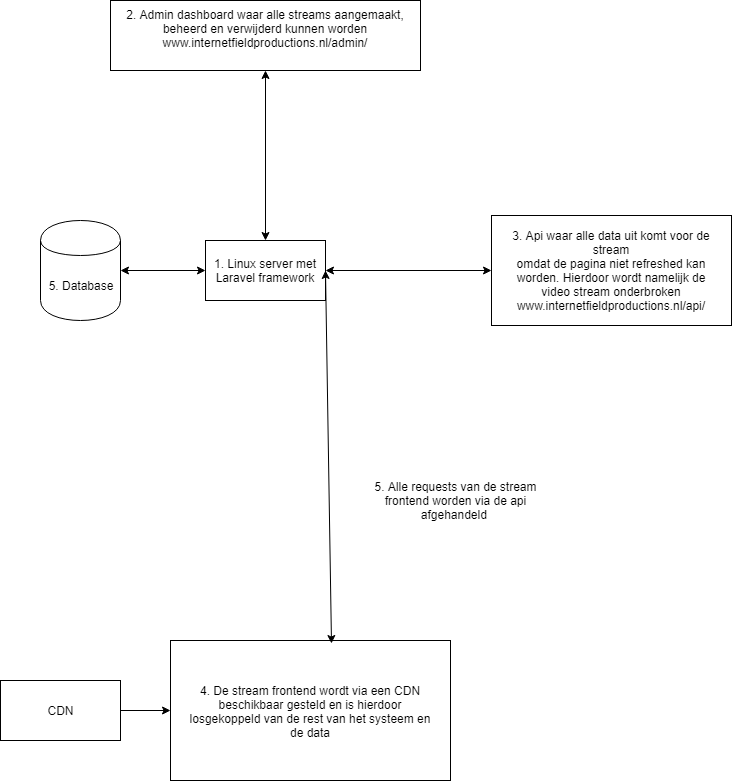 2. Admin dashboard waar alle streams aangemaakt,
beheerd en verwijderd kunnen worden
www.internetfieldproductions.nl/admin/
5. Database
1. Linux server met
Laravel framework
3. Api waar alle data uit komt voor de
stream
omdat de pagina niet refreshed kan
worden. Hierdoor wordt namelijk de
video stream onderbroken
www.internetfieldproductions.nl/api/
5. Alle requests van de stream
frontend worden via de api
afgehandeld
CDN
4. De stream frontend wordt via een CDN
beschikbaar gesteld en is hierdoor
losgekoppeld van de rest van het systeem en
de data